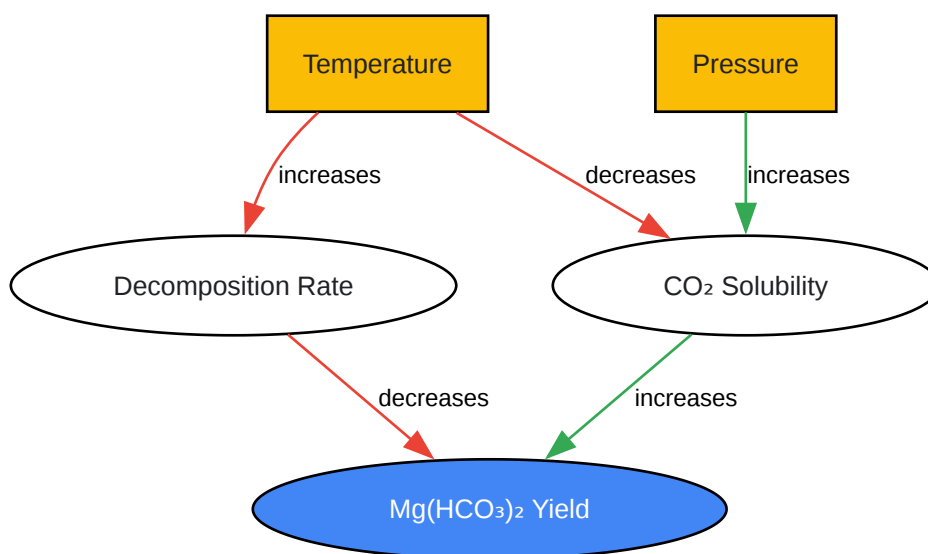 Temperature
Pressure
increases
decreases
increases
Decomposition Rate
CO₂ Solubility
decreases
increases
Mg(HCO₃)₂ Yield